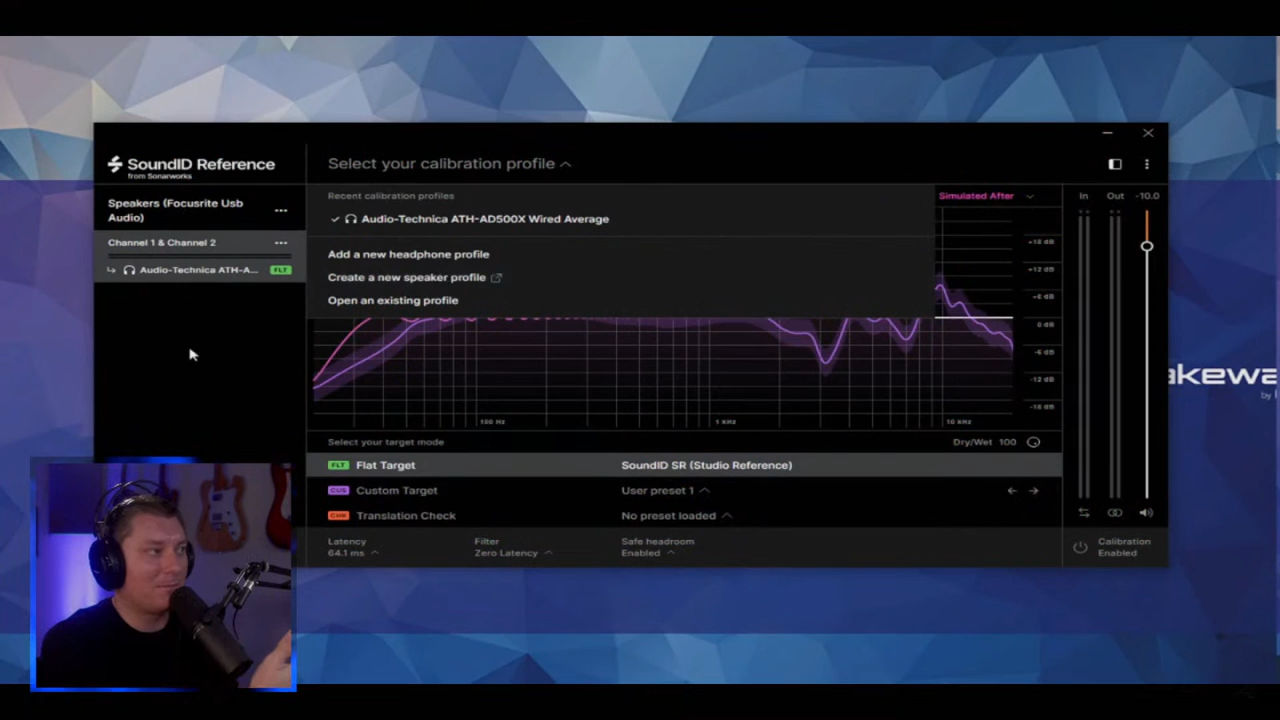 SoundID Reference
from Sonarworks
Select your calibration profile
Speakers (Focusrite Usb
Audio)
Channel 1 & Channel 2
Audio-Technica ATH-A...
FLT
Recent calibration profiles
Audio-Technica ATH-AD500X Wired Average
Add a new headphone profile
Create a new speaker profile
Open an existing profile
Simulated After
In
Out
-10.0
+18 dB
+12 dB
+6 dB
0 dB
-6 dB
-12 dB
-18 dB
100 Hz
1 KHz
10 KHz
Select your target mode
Dry/Wet 100
FLT
Flat Target
SoundID SR (Studio Reference)
CUS
Custom Target
User preset 1
Translation Check
No preset loaded
Latency
64.1 ms
Filter
Zero Latency
Safe headroom
Enabled
Calibration
Enabled
akewa
by